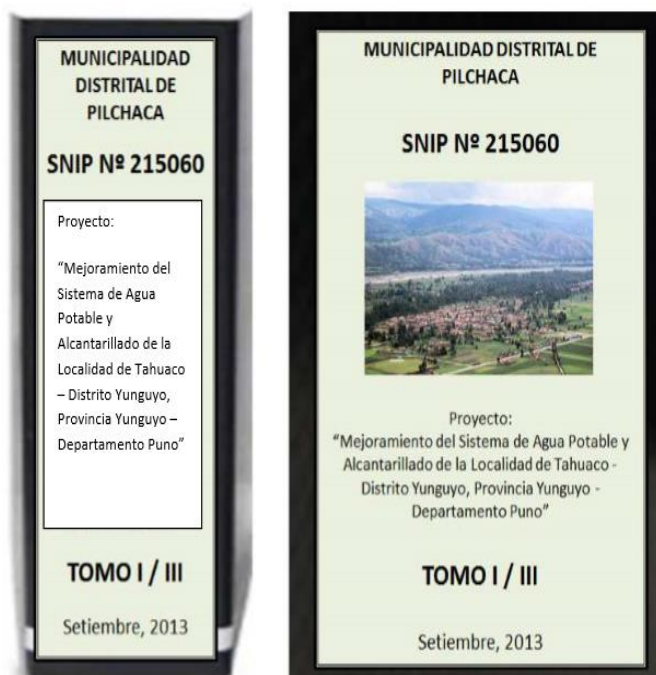 MUNICIPALIDAD
DISTRITAL DE
PILCHACA
SNIP Nº 215060
Proyecto:
“Mejoramiento del
Sistema de Agua
Potable y
Alcantarillado de la
Localidad de Tahuaco
– Distrito Yunguyo,
Provincia Yunguyo –
Departamento Puno”
TOMO I / III
Setiembre, 2013
MUNICIPALIDAD DISTRITAL DE
PILCHACA
SNIP Nº 215060
Proyecto:
“Mejoramiento del Sistema de Agua Potable y
Alcantarillado de la Localidad de Tahuaco -
Distrito Yunguyo, Provincia Yunguyo -
Departamento Puno”
TOMO I / III
Setiembre, 2013